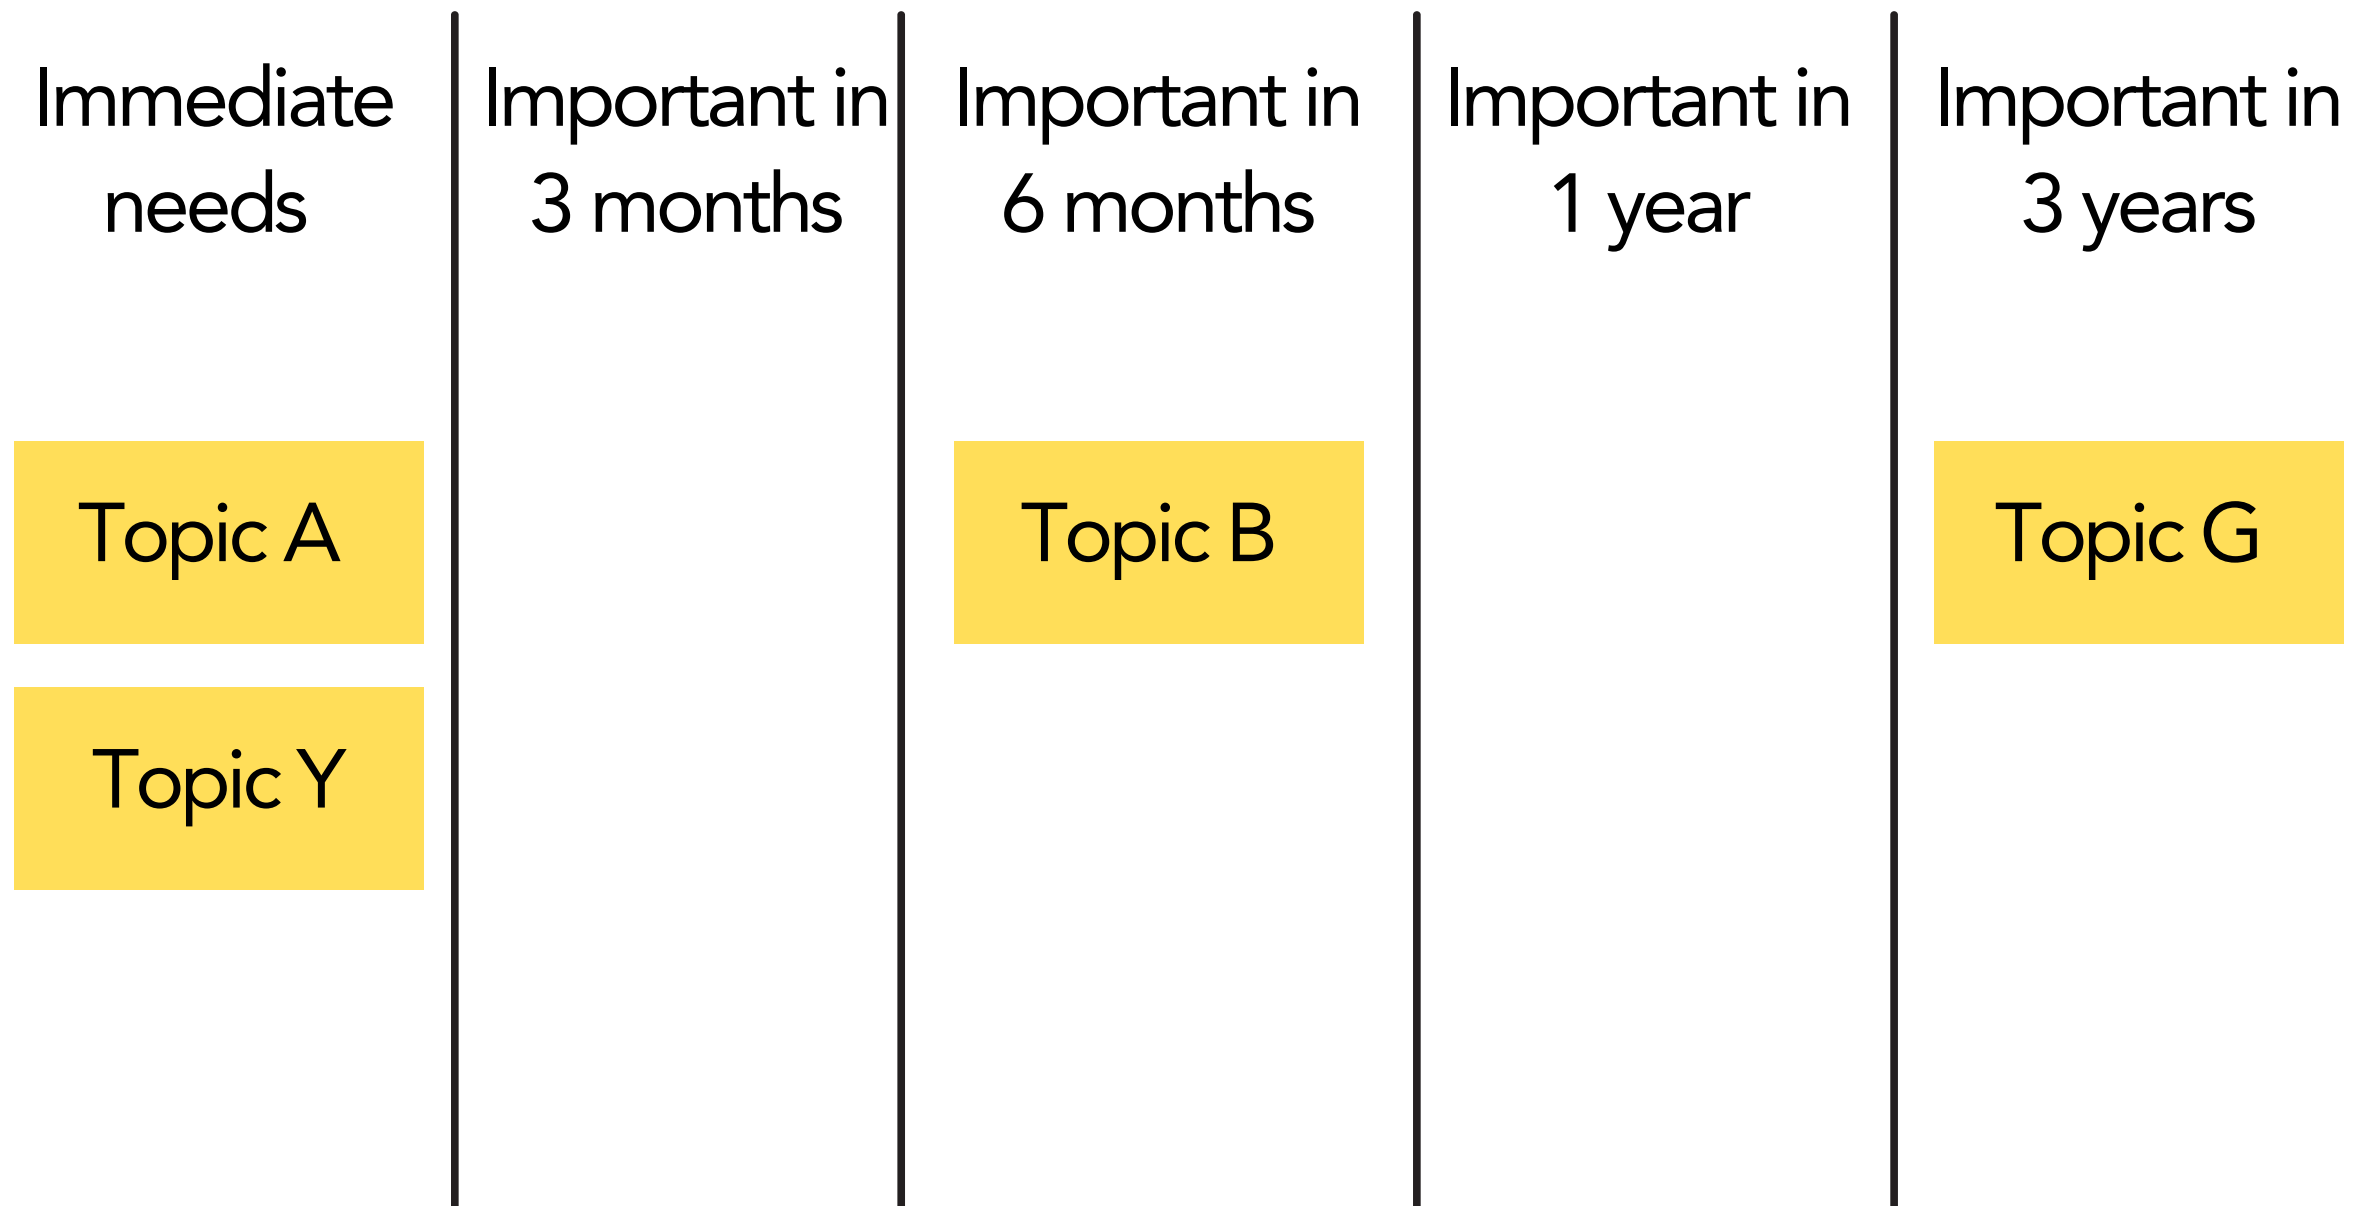 Immediate
needs
Important in
3 months
Important in
6 months
Important in
1 year
Important in
3 years
Topic A
Topic B
Topic G
Topic Y